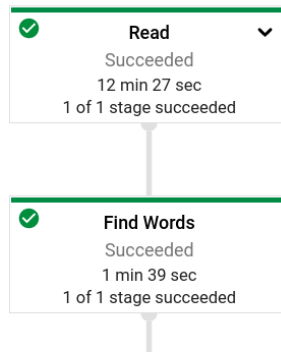 Read
Succeeded
12 min 27 sec
1 of 1 stage succeeded
Find Words
Succeeded
1 min 39 sec
1 of 1 stage succeeded